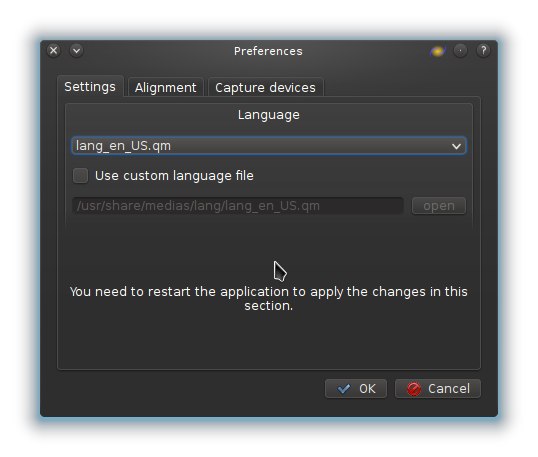 Preferences
Settings Alignment Capture devices
Language
lang_en_US.qm
Use custom language file
/usr/share/medias/lang/lang_en_US.qm open
You need to restart the application to apply the changes in this
section.
OK Cancel